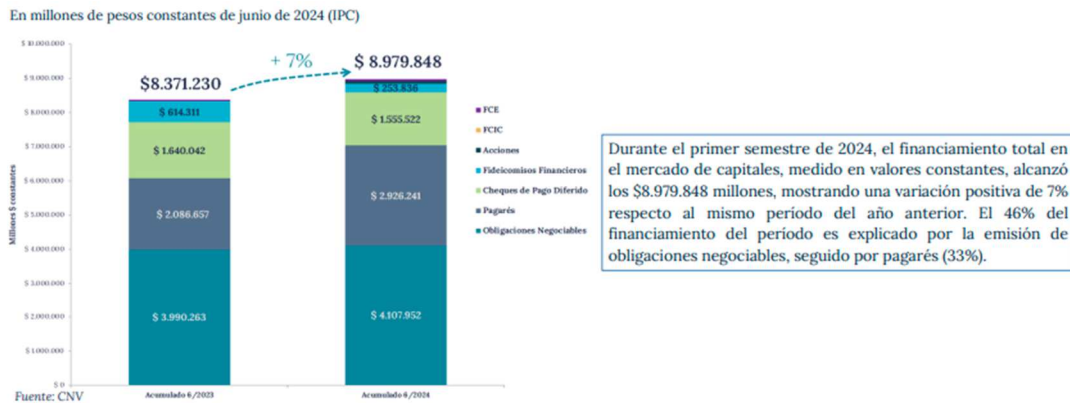 En millones de pesos constantes de junio de 2024 (IPC)
$ 10.000.000
$ 9.000.000
$ 8.000.000
$ 7.000.000
$ 6.000.000
$ 5.000.000
$ 4.000.000
$ 3.000.000
$ 2.000.000
$ 1.000.000
$ 0
Millones $ constantes
$8.371.230
+ 7%
$ 8.979.848
$ 614.311
$ 1.640.042
$ 2.086.657
$ 3.990.263
$ 253.836
$ 1.555.522
$ 2.926.241
$ 4.107.952
Acumulado 6/2023
Acumulado 6/2024
FCE
FCIC
Acciones
Fideicomisos Financieros
Cheques de Pago Diferido
Pagarés
Obligaciones Negociables
Durante el primer semestre de 2024, el financiamiento total en
el mercado de capitales, medido en valores constantes, alcanzó
los $8.979.848 millones, mostrando una variación positiva de 7%
respecto al mismo período del año anterior. El 46% del
financiamiento del período es explicado por la emisión de
obligaciones negociables, seguido por pagarés (33%).
Fuente: CNV